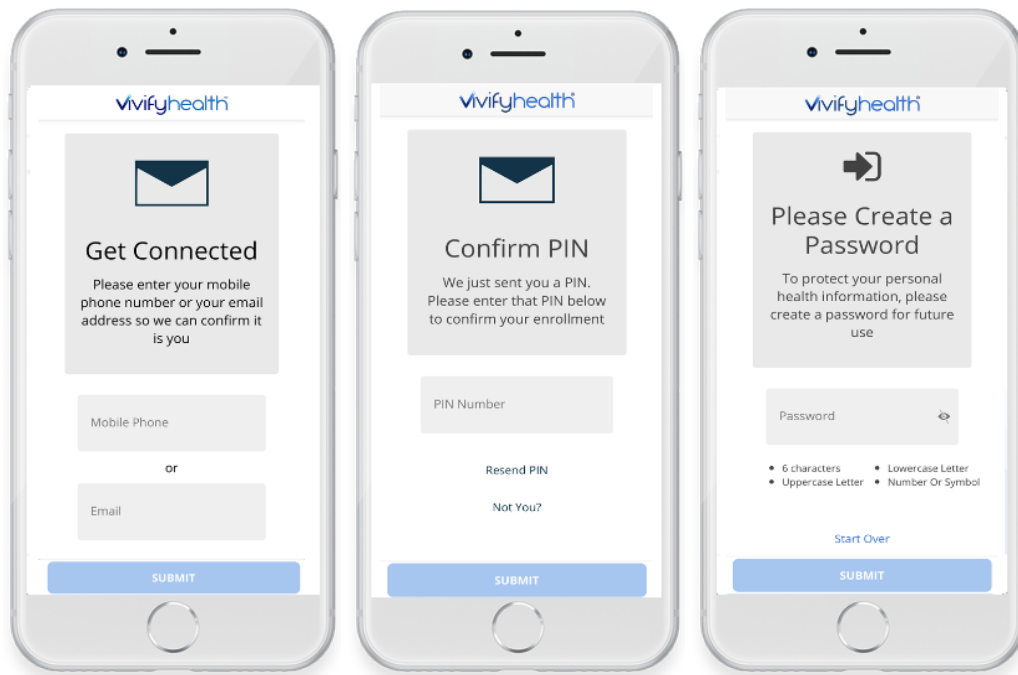 vivifyhealth
Get Connected
Please enter your mobile
phone number or your email
address so we can confirm it
is you
Mobile Phone
or
Email
SUBMIT
vivifyhealth
Confirm PIN
We just sent you a PIN.
Please enter that PIN below
to confirm your enrollment
PIN Number
Resend PIN
Not You?
SUBMIT
vivifyhealth
Please Create a
Password
To protect your personal
health information, please
create a password for future
use
Password
• 6 characters • Lowercase Letter
• Uppercase Letter • Number Or Symbol
Start Over
SUBMIT